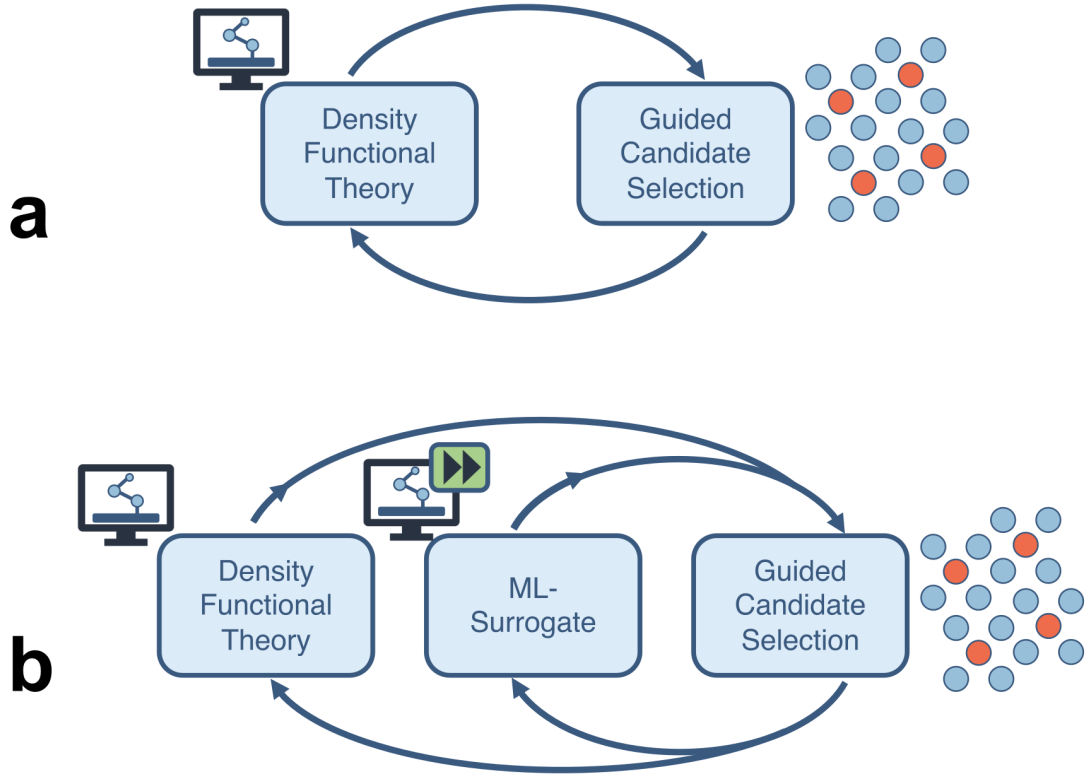 a
Density
Functional
Theory
Guided
Candidate
Selection
b
Density
Functional
Theory
ML-
Surrogate
Guided
Candidate
Selection